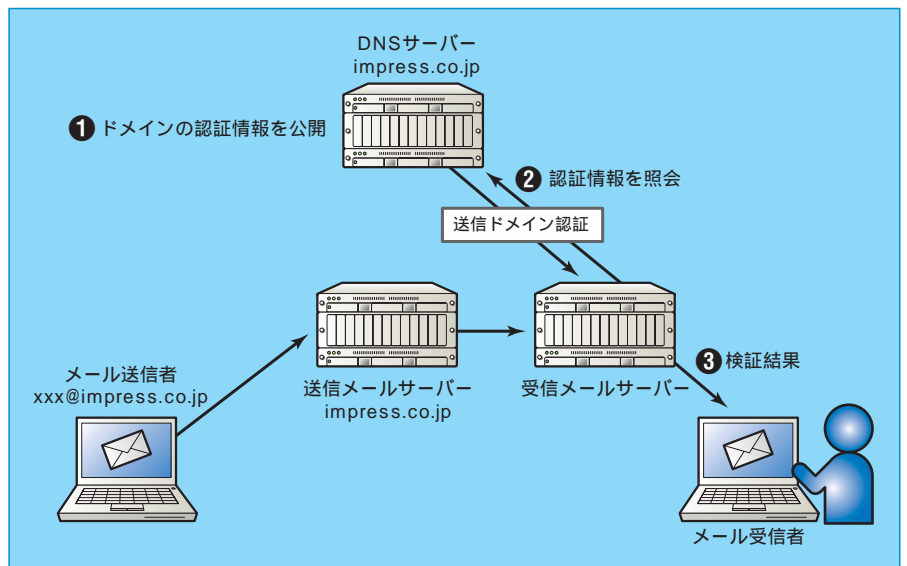 DNSサーバー
impress.co.jp
❶ ドメインの認証情報を公開
❷ 認証情報を照会
送信ドメイン認証
❸ 検証結果
メール送信者
xxx@impress.co.jp
送信メールサーバー
impress.co.jp
受信メールサーバー
メール受信者